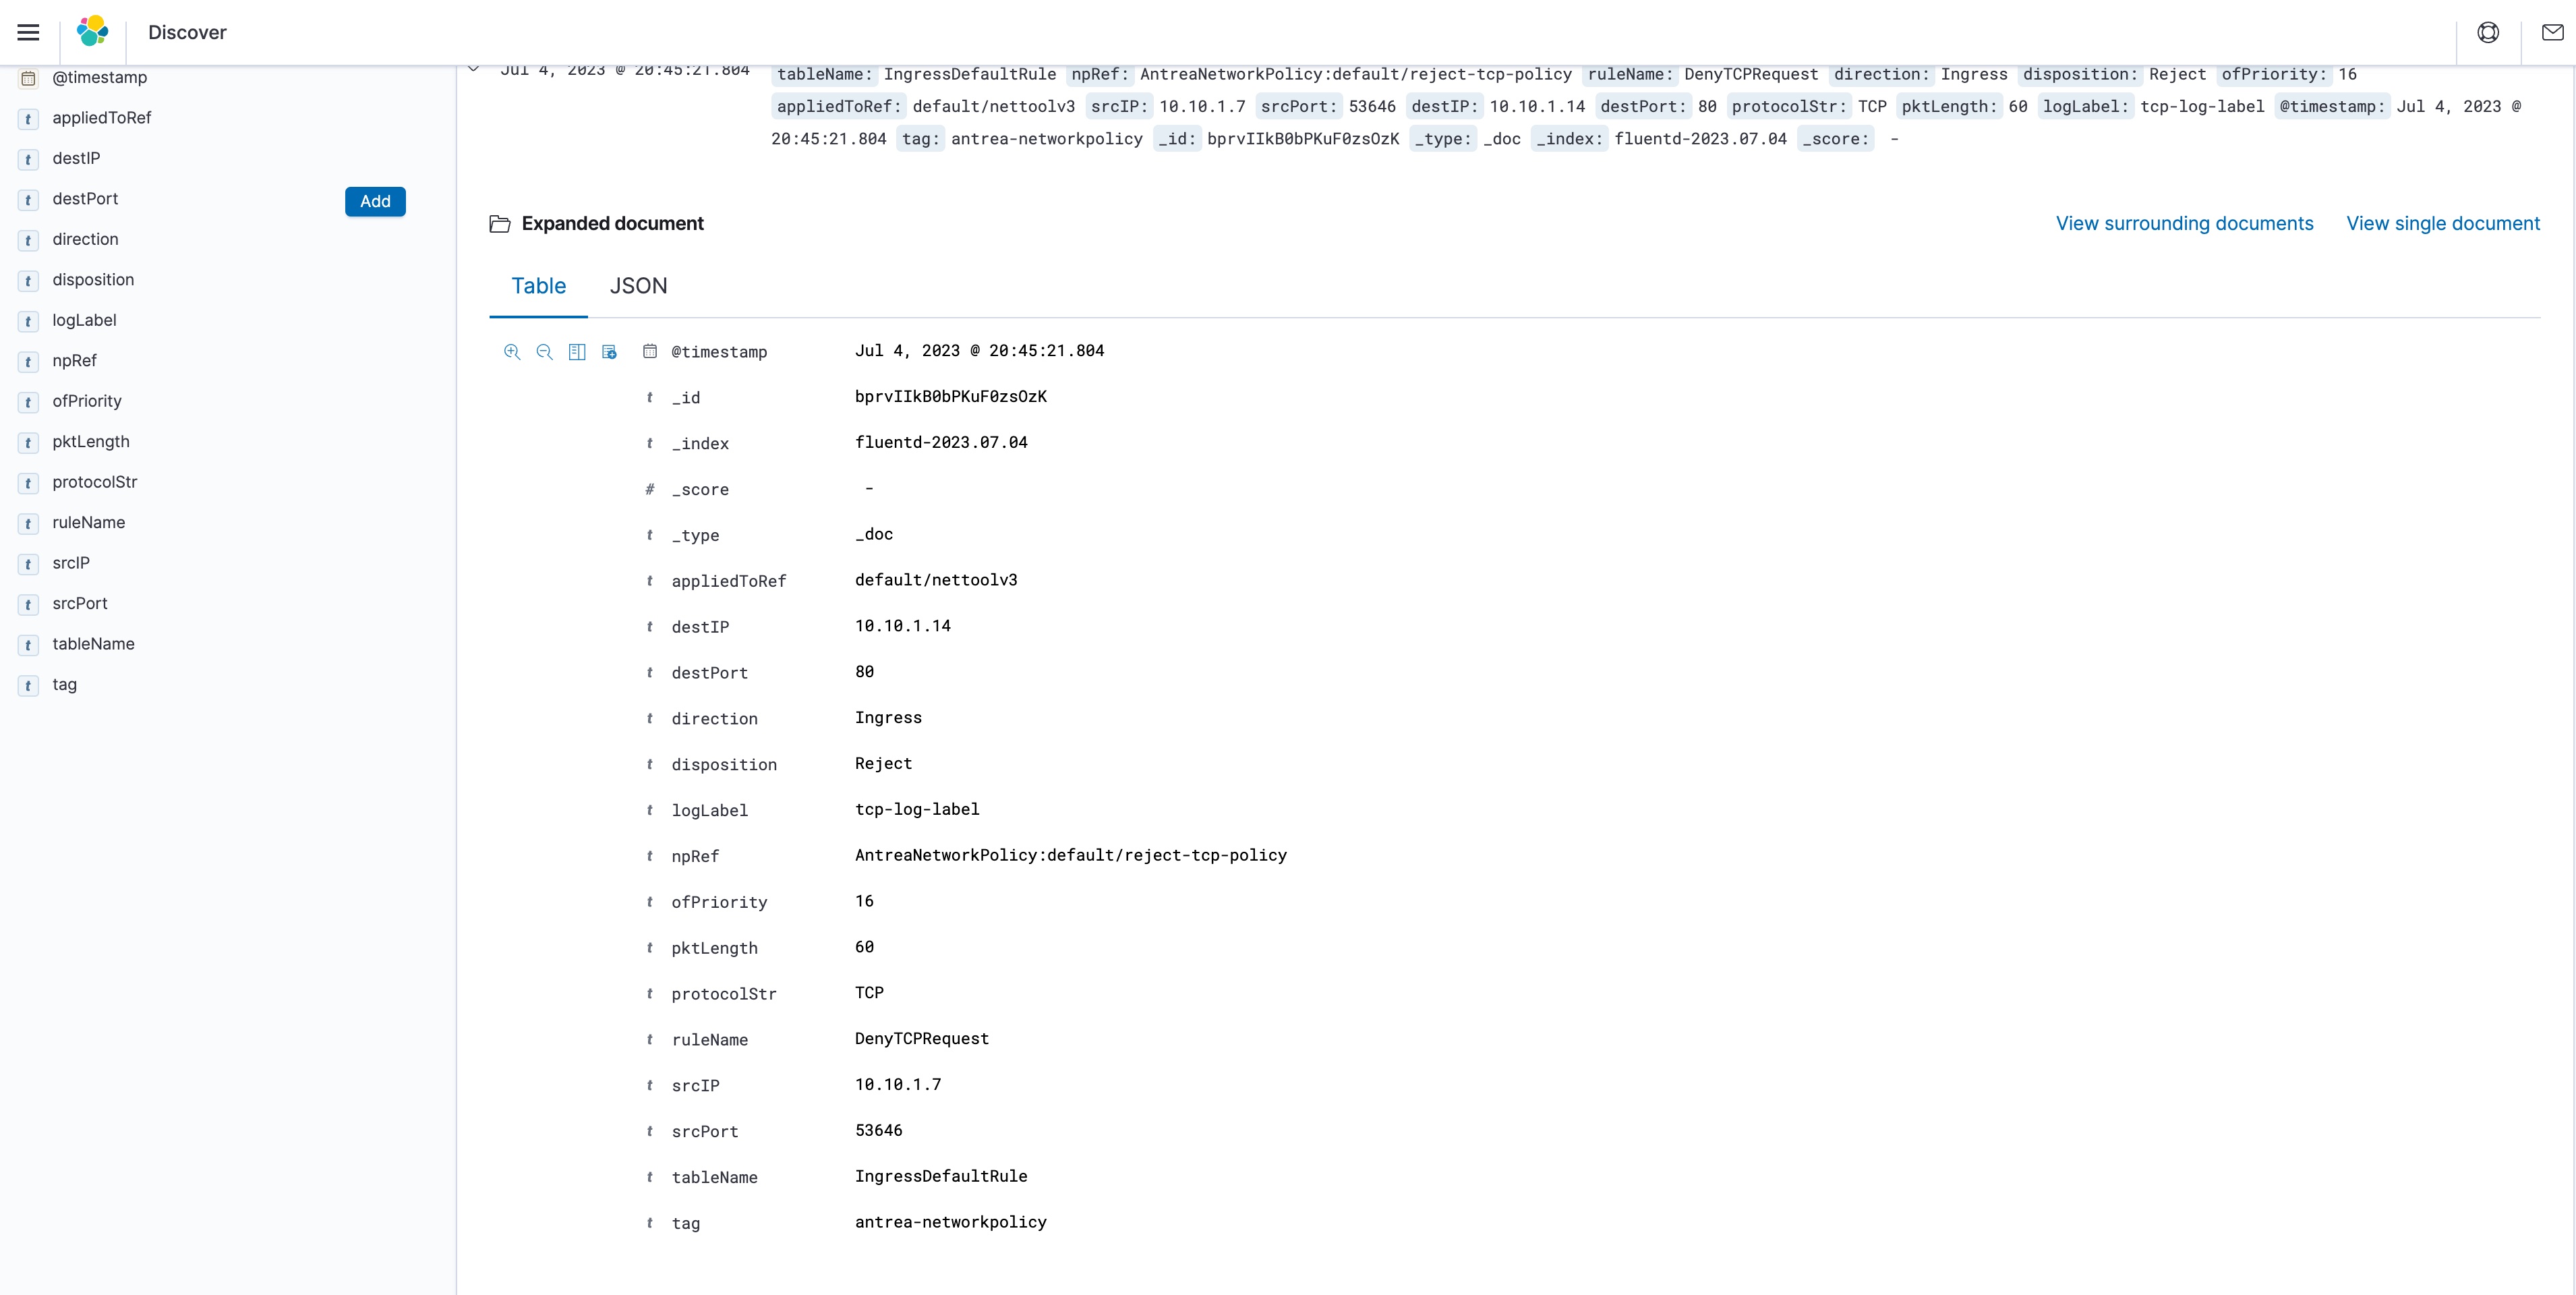 Discover
@timestamp
appliedToRef
destIP
destPort
Add
direction
disposition
logLabel
npRef
ofPriority
pktLength
protocolStr
ruleName
srcIP
srcPort
tableName
tag
Jul 4, 2023 @ 20:45:21.804
tableName: IngressDefaultRule npRef: AntreaNetworkPolicy:default/reject-tcp-policy ruleName: DenyTCPRequest direction: Ingress disposition: Reject ofPriority: 16
appliedToRef: default/nettoolv3 srcIP: 10.10.1.7 srcPort: 53646 destIP: 10.10.1.14 destPort: 80 protocolStr: TCP pktLength: 60 logLabel: tcp-log-label @timestamp: Jul 4, 2023 @
20:45:21.804 tag: antrea-networkpolicy _id: bprvIIkB0bPKuF0zsOzK _type: _doc _index: fluentd-2023.07.04 _score: -
Expanded document
View surrounding documents View single document
Table JSON
@timestamp Jul 4, 2023 @ 20:45:21.804
t _id bprvIIkB0bPKuF0zsOzK
t _index fluentd-2023.07.04
# _score -
t _type _doc
t appliedToRef default/nettoolv3
t destIP 10.10.1.14
t destPort 80
t direction Ingress
t disposition Reject
t logLabel tcp-log-label
t npRef AntreaNetworkPolicy:default/reject-tcp-policy
t ofPriority 16
t pktLength 60
t protocolStr TCP
t ruleName DenyTCPRequest
t srcIP 10.10.1.7
t srcPort 53646
t tableName IngressDefaultRule
t tag antrea-networkpolicy